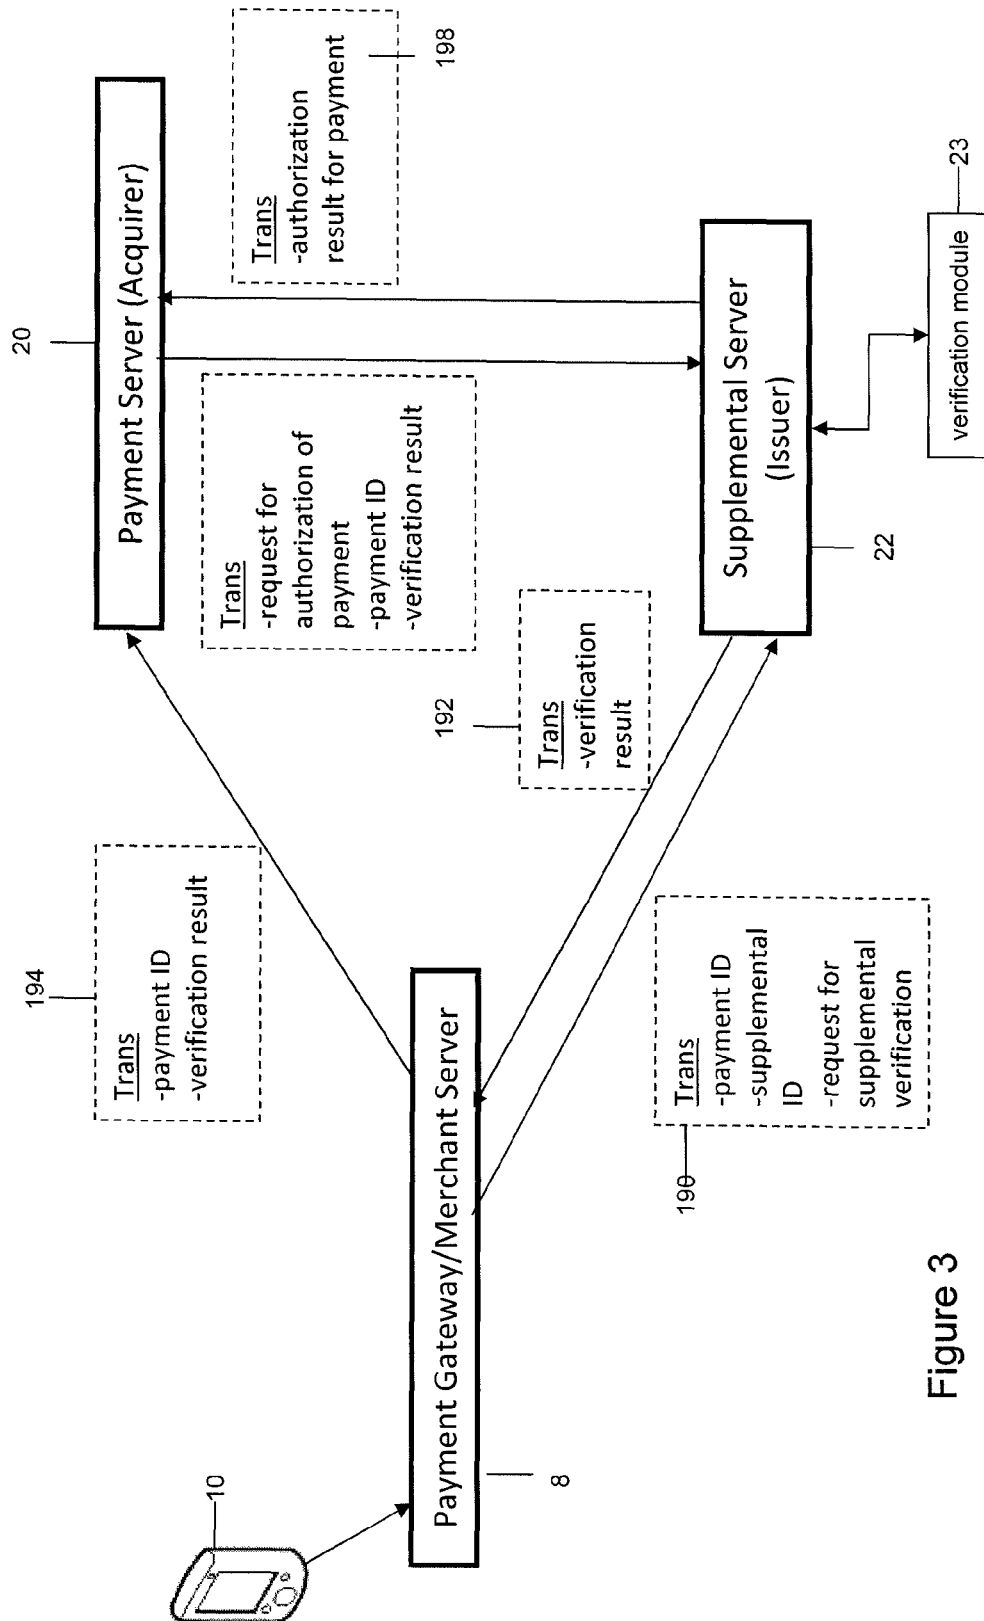 10
Payment Gateway/Merchant Server
8
194
Trans
-payment ID
-verification result
190
Trans
-payment ID
-supplemental
ID
-request for
supplemental
verification
192
Trans
-verification
result
20
Payment Server (Acquirer)
Trans
-request for
authorization of
payment
-payment ID
-verification result
Trans
-authorization
result for payment
198
Supplemental Server
(Issuer)
22
verification module
23
Figure 3